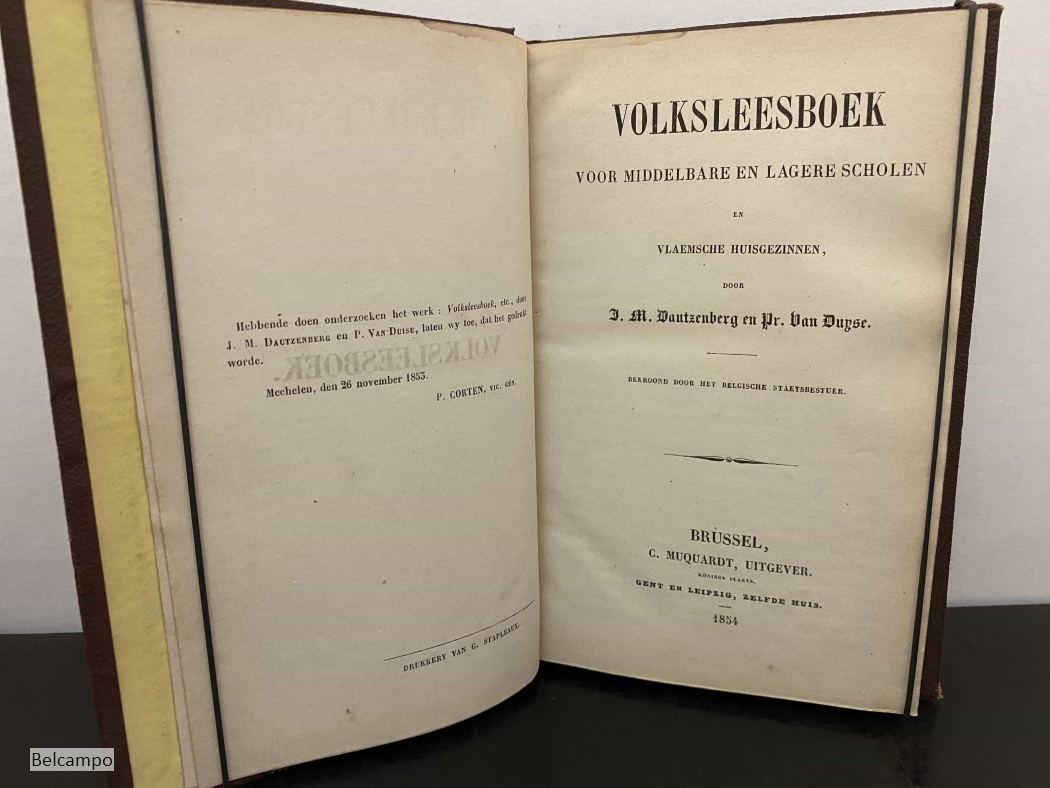 Hebbende doen onderzoeken het werk : Volksleesboek, etc., door
J. M. DAUTZENBERG en P. VAN DUISE, laten wy toe, dat het gedrukt
worde.
VOLKSLEESBOEK.
Mechelen, den 26 november 1853.
P. CORTEN, VIC. GÉN.
DRUKKERY VAN G. STAPLEAUX.
VOLKSLEESBOEK
VOOR MIDDELBARE EN LAGERE SCHOLEN
EN
VLAEMSCHE HUISGEZINNEN,
DOOR
J. M. Dautzenberg en Pr. Van Duyse.
BEKROOND DOOR HET BELGISCHE STAETSBESTUER.
BRUSSEL,
C. MUQUARDT, UITGEVER.
KONINGS PLAETS.
GENT EN LEIPZIG, ZELFDE HUIS.
1854
Belcampo